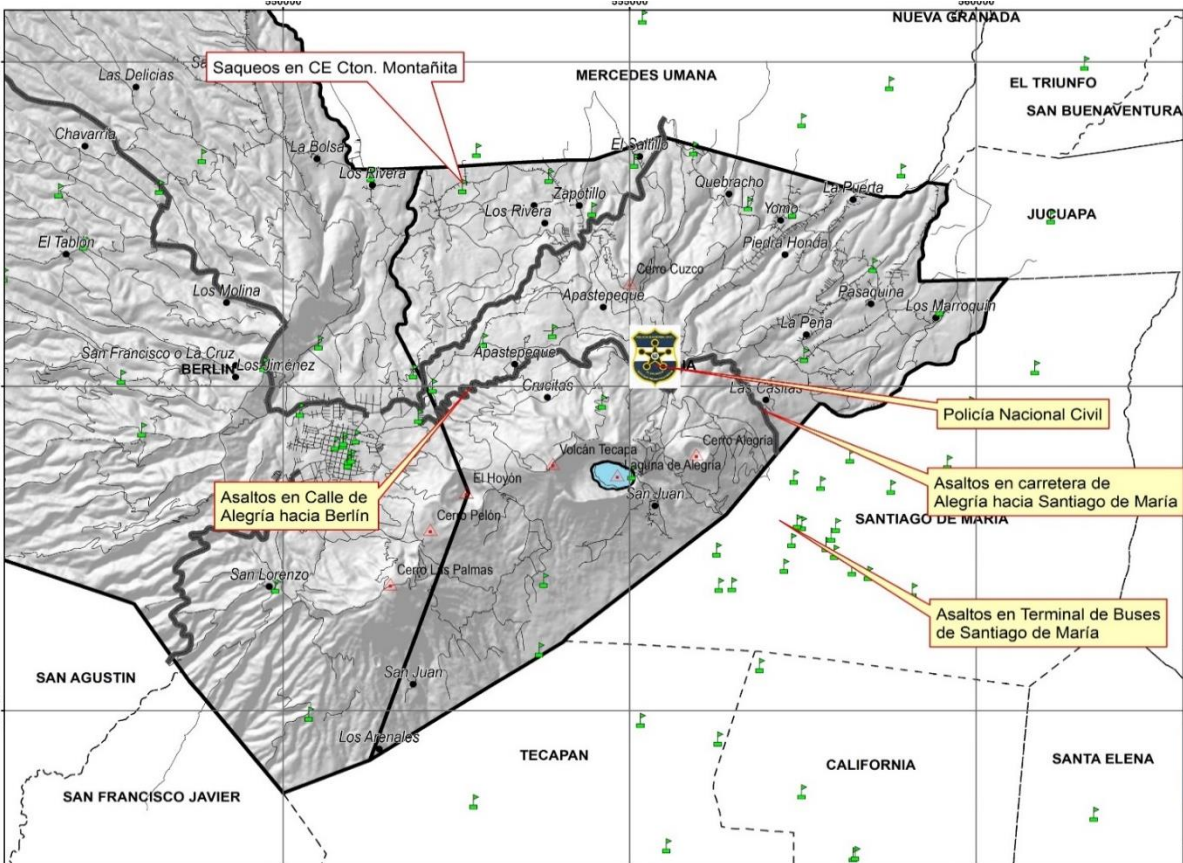 550000
555000
560000
NUEVA GRANADA
Las Delicias
Saqueos en CE Cton. Montañita
MERCEDES UMANA
EL TRIUNFO
SAN BUENAVENTURA
Chavarría
La Bolsa
El Saltillo
Los Rivera
Quebracho
La Puerta
Zapotillo
Los Rivera
Yomo
JUCUAPA
El Tablon
Piedra Honda
Cerro Cuzco
Los Molina
Apastepeque
Pasaquina
Los Marroquin
La Peña
San Francisco o La Cruz
Apastepeque
BERLIN
Los Jiménez
Crucitas
Las Casitas
Policía Nacional Civil
Cerro Alegría
Volcán Tecapa
Laguna de Alegría
El Hoyón
San Juan
Asaltos en Calle de
Alegría hacia Berlín
Asaltos en carretera de
Alegría hacia Santiago de María
Cerro Pelón
SANTIAGO DE MARIA
San Lorenzo
Cerro Las Palmas
Asaltos en Terminal de Buses
de Santiago de María
SAN AGUSTIN
San Juan
Los Arenales
TECAPAN
CALIFORNIA
SANTA ELENA
SAN FRANCISCO JAVIER